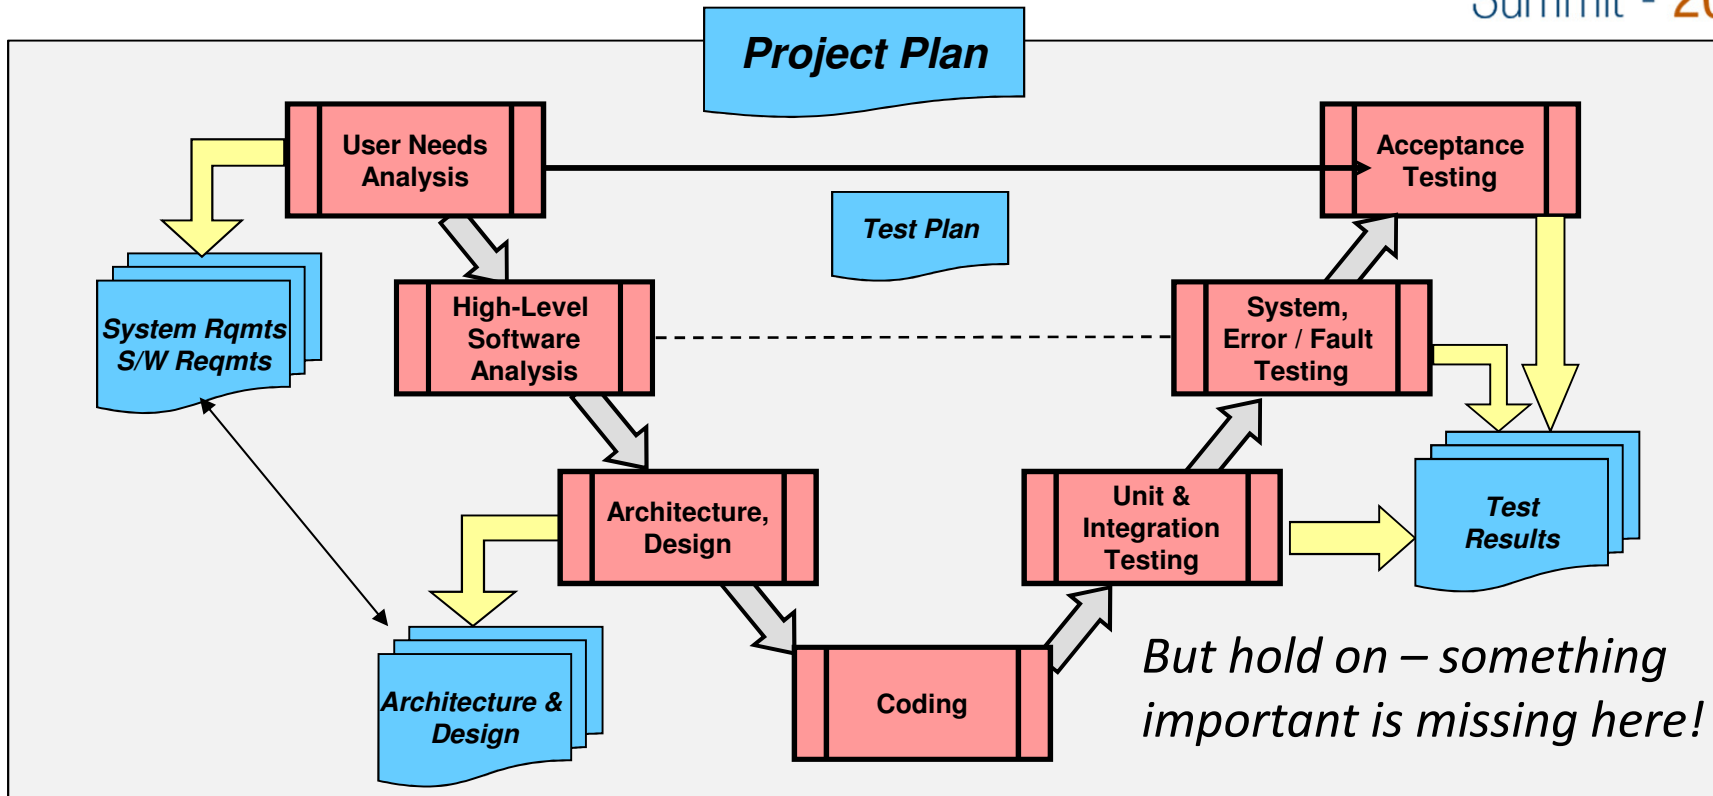 Summit -
Project Plan
User Needs
Analysis
Acceptance
Testing
Test Plan
High-Level
Software
Analysis
System,
Error / Fault
Testing
System Rqmts
S/W Reqmts
Architecture,
Design
Unit &
Integration
Testing
Test
Results
Architecture &
Design
Coding
But hold on – something
important is missing here!